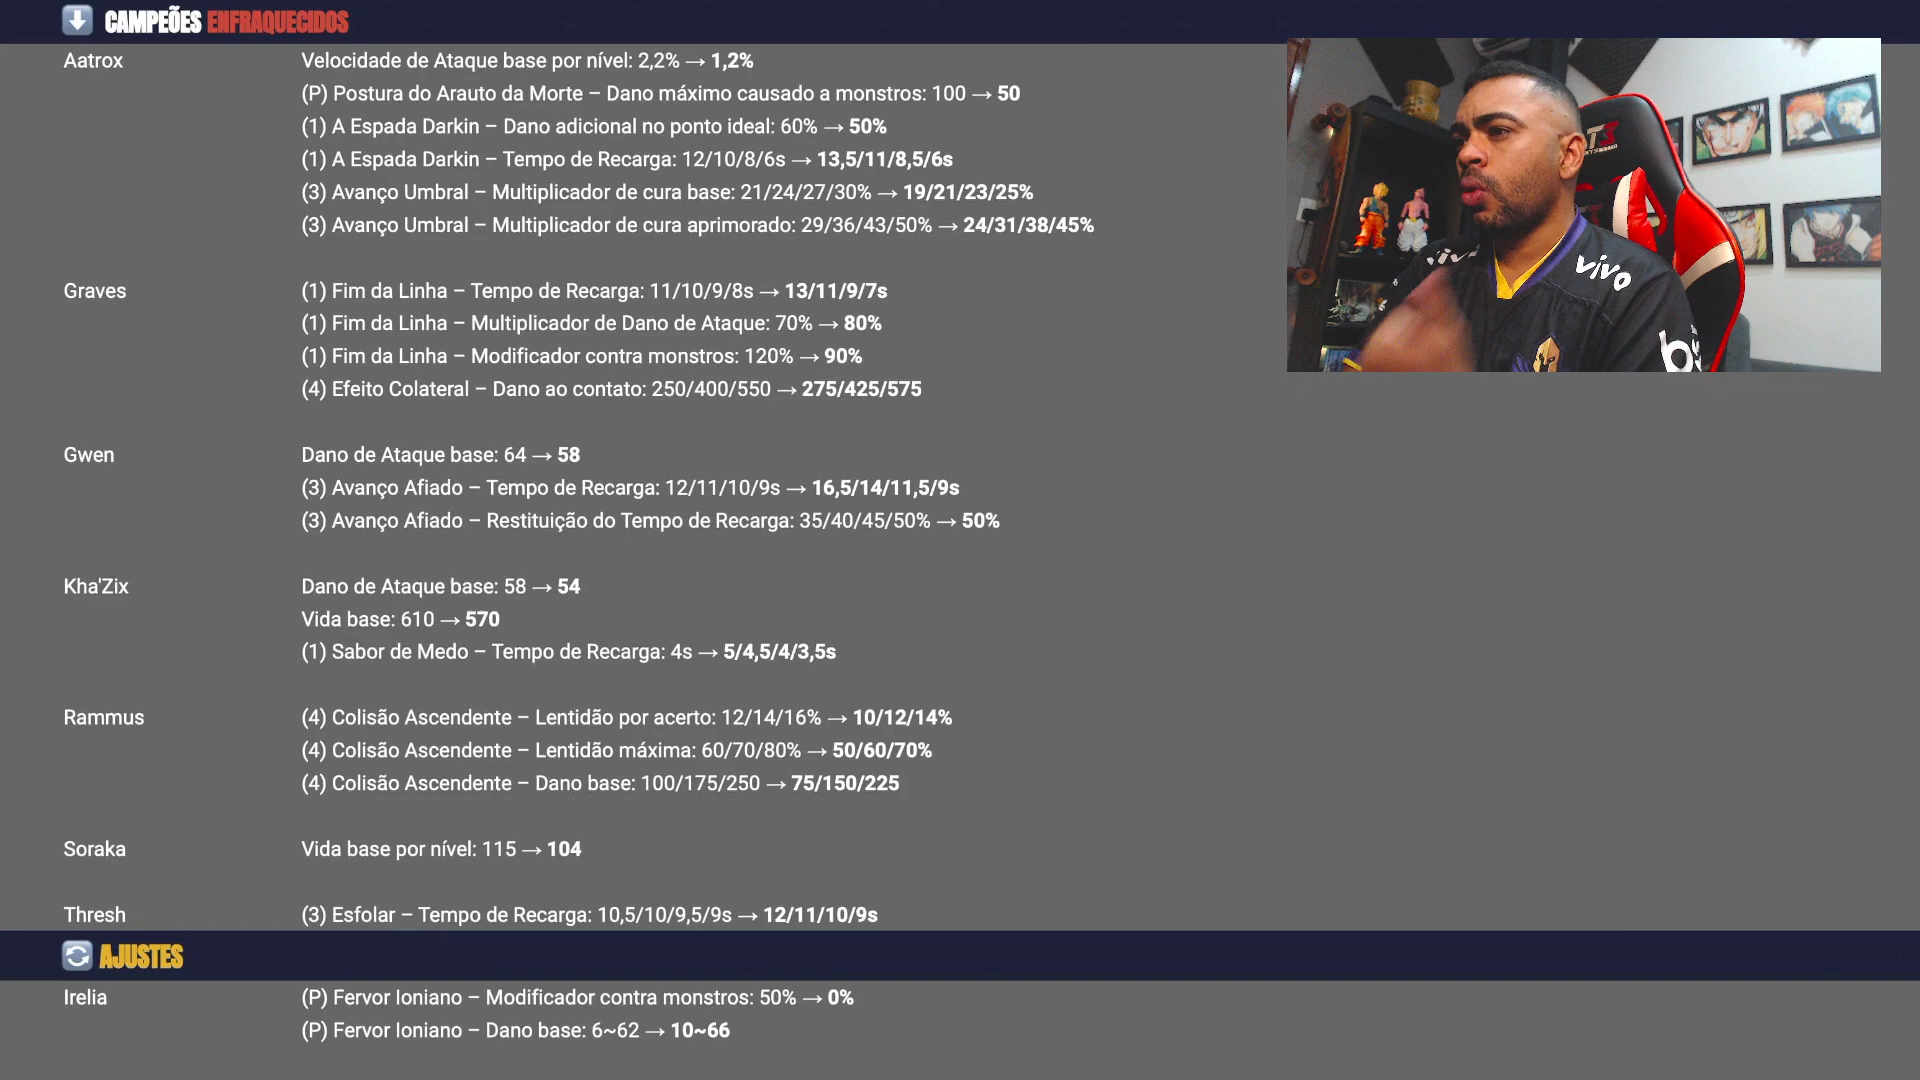 CAMPEÕES ENFRAQUECIDOS
Aatrox
Velocidade de Ataque base por nível: 2,2% → 1,2%
(P) Postura do Arauto da Morte – Dano máximo causado a monstros: 100 → 50
(1) A Espada Darkin – Dano adicional no ponto ideal: 60% → 50%
(1) A Espada Darkin – Tempo de Recarga: 12/10/8/6s → 13,5/11/8,5/6s
(3) Avanço Umbral – Multiplicador de cura base: 21/24/27/30% → 19/21/23/25%
(3) Avanço Umbral – Multiplicador de cura aprimorado: 29/36/43/50% → 24/31/38/45%
Graves
(1) Fim da Linha – Tempo de Recarga: 11/10/9/8s → 13/11/9/7s
(1) Fim da Linha – Multiplicador de Dano de Ataque: 70% → 80%
(1) Fim da Linha – Modificador contra monstros: 120% → 90%
(4) Efeito Colateral – Dano ao contato: 250/400/550 → 275/425/575
Gwen
Dano de Ataque base: 64 → 58
(3) Avanço Afiado – Tempo de Recarga: 12/11/10/9s → 16,5/14/11,5/9s
(3) Avanço Afiado – Restituição do Tempo de Recarga: 35/40/45/50% → 50%
Kha'Zix
Dano de Ataque base: 58 → 54
Vida base: 610 → 570
(1) Sabor de Medo – Tempo de Recarga: 4s → 5/4,5/4/3,5s
Rammus
(4) Colisão Ascendente – Lentidão por acerto: 12/14/16% → 10/12/14%
(4) Colisão Ascendente – Lentidão máxima: 60/70/80% → 50/60/70%
(4) Colisão Ascendente – Dano base: 100/175/250 → 75/150/225
Soraka
Vida base por nível: 115 → 104
Thresh
(3) Esfolar – Tempo de Recarga: 10,5/10/9,5/9s → 12/11/10/9s
AJUSTES
Irelia
(P) Fervor Ioniano – Modificador contra monstros: 50% → 0%
(P) Fervor Ioniano – Dano base: 6~62 → 10~66
vivo
vivo